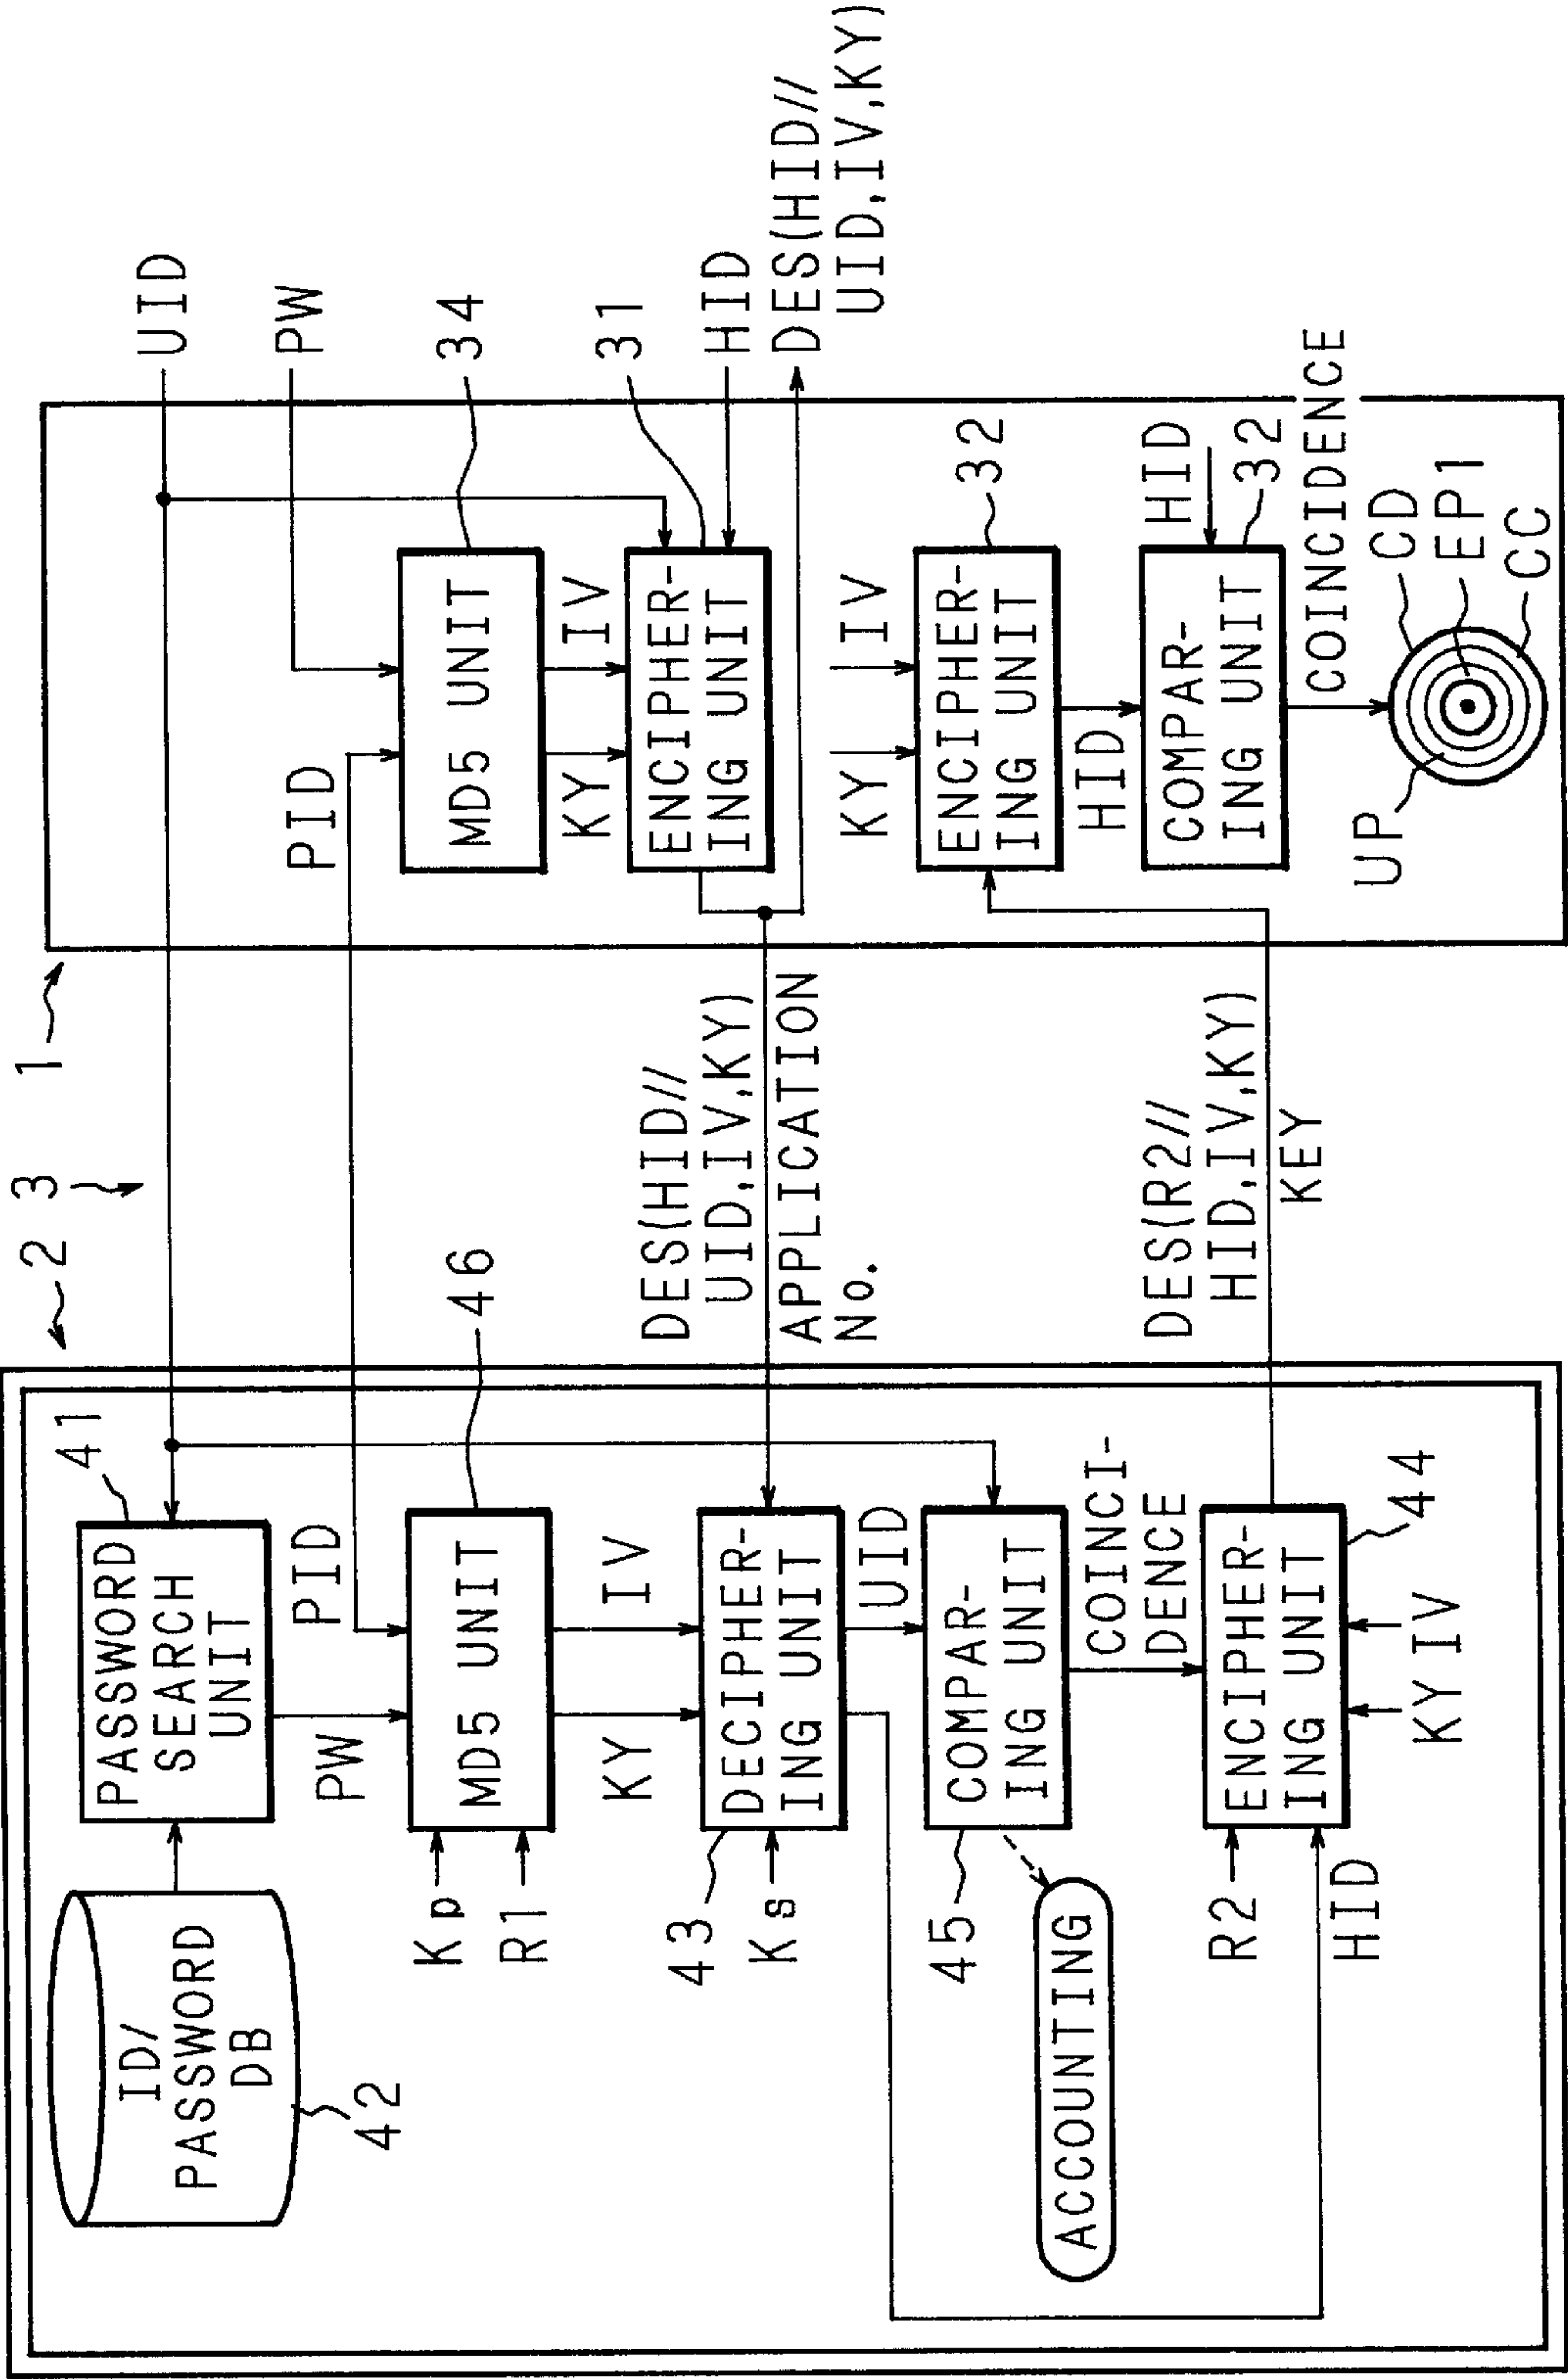 2
3
1
ID/
PASSWORD
DB
42
PASSWORD
SEARCH
UNIT
41
UID
PW
PID
PID
PW
Kp
R1
MD5 UNIT
46
MD5 UNIT
34
KY
IV
KY
IV
43
Ks
DECIPHER-
ING UNIT
DES(HID//
UID,IV,KY)
APPLICATION
No.
ENCIPHER-
ING UNIT
31
HID
DES(HID//
UID,IV,KY)
UID
45
COMPAR-
ING UNIT
ACCOUNTING
COINCI-
DENCE
KY
IV
ENCIPHER-
ING UNIT
32
R2
HID
ENCIPHER-
ING UNIT
44
KY IV
DES(R2//
HID,IV,KY)
KEY
HID
COMPAR-
ING UNIT
HID
32
COINCIDENCE
UP
CD
EP1
CC